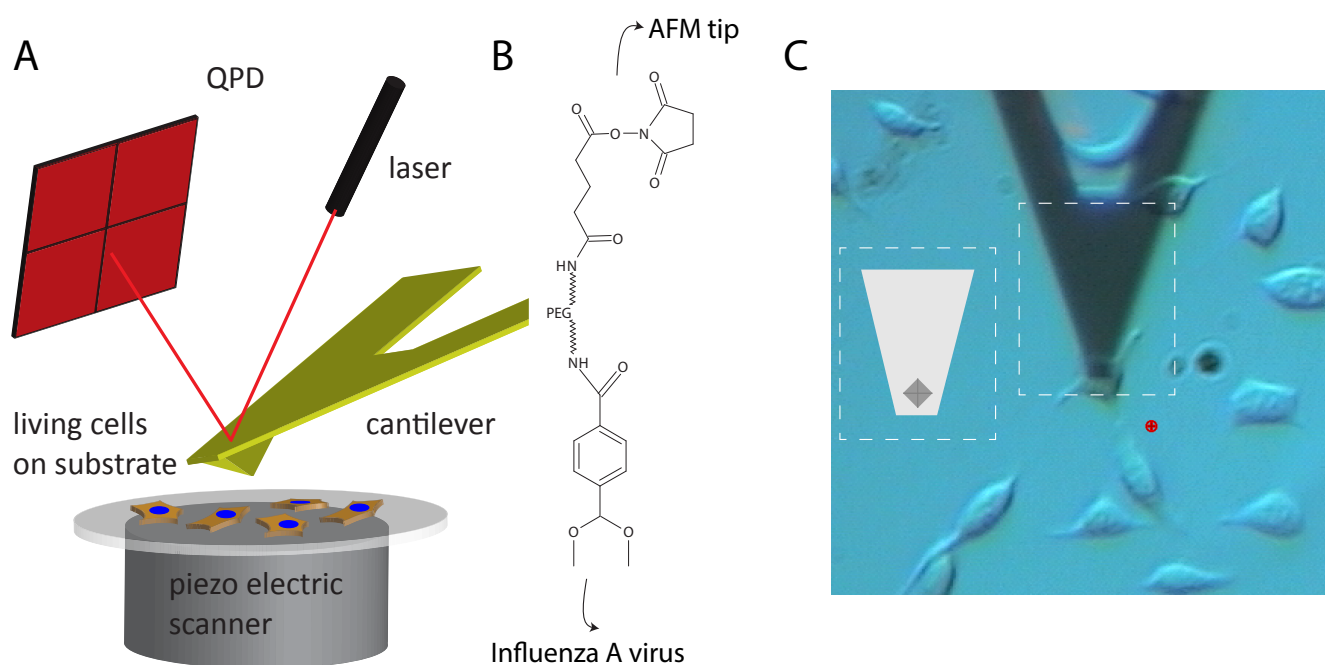 A
QPD
laser
living cells
on substrate
cantilever
piezo electric
scanner
B
AFM tip
O
O
O
N
O
O
HN
PEG
NH
O
O
O
Influenza A virus
C